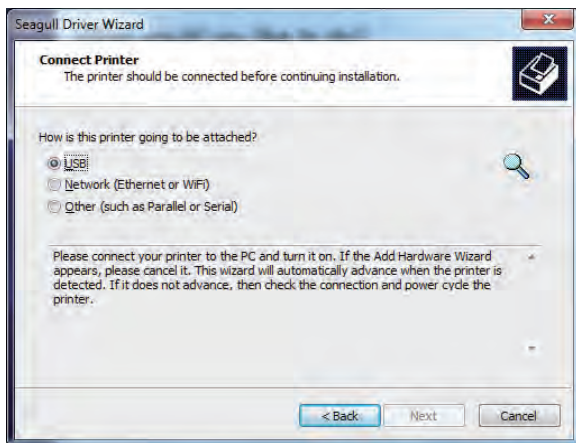 Seagull Driver Wizard
Connect Printer
The printer should be connected before continuing installation.
How is this printer going to be attached?
USB
Network (Ethernet or WiFi)
Other (such as Parallel or Serial)
Please connect your printer to the PC and turn it on. If the Add Hardware Wizard
appears, please cancel it. This wizard will automatically advance when the printer is
detected. If it does not advance, then check the connection and power cycle the
printer.
< Back
Next
Cancel